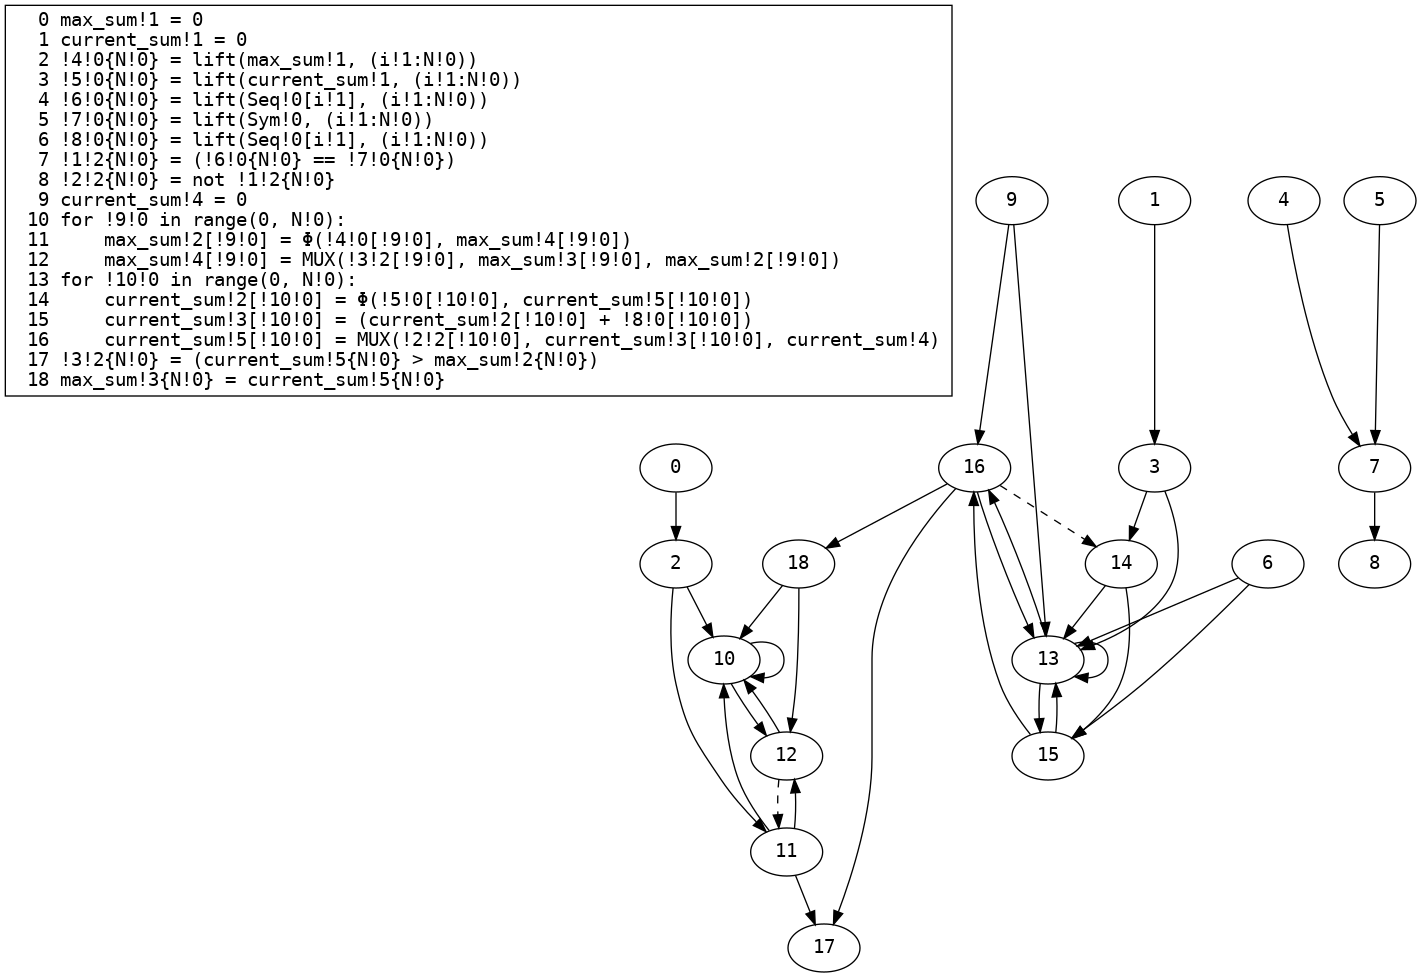 0 max_sum!1 = 0
1 current_sum!1 = 0
2 !4!0{N!0} = lift(max_sum!1, (i!1:N!0))
3 !5!0{N!0} = lift(current_sum!1, (i!1:N!0))
4 !6!0{N!0} = lift(Seq!0[i!1], (i!1:N!0))
5 !7!0{N!0} = lift(Sym!0, (i!1:N!0))
6 !8!0{N!0} = lift(Seq!0[i!1], (i!1:N!0))
7 !1!2{N!0} = (!6!0{N!0} == !7!0{N!0})
8 !2!2{N!0} = not !1!2{N!0}
9 current_sum!4 = 0
10 for !9!0 in range(0, N!0):
11     max_sum!2[!9!0] = Φ(!4!0[!9!0], max_sum!4[!9!0])
12     max_sum!4[!9!0] = MUX(!3!2[!9!0], max_sum!3[!9!0], max_sum!2[!9!0])
13 for !10!0 in range(0, N!0):
14     current_sum!2[!10!0] = Φ(!5!0[!10!0], current_sum!5[!10!0])
15     current_sum!3[!10!0] = (current_sum!2[!10!0] + !8!0[!10!0])
16     current_sum!5[!10!0] = MUX(!2!2[!10!0], current_sum!3[!10!0], current_sum!4)
17 !3!2{N!0} = (current_sum!5{N!0} > max_sum!2{N!0})
18 max_sum!3{N!0} = current_sum!5{N!0}
9 1 4 5
0 16 3 7
2 18 14 6 8
10 13
12 15
11
17